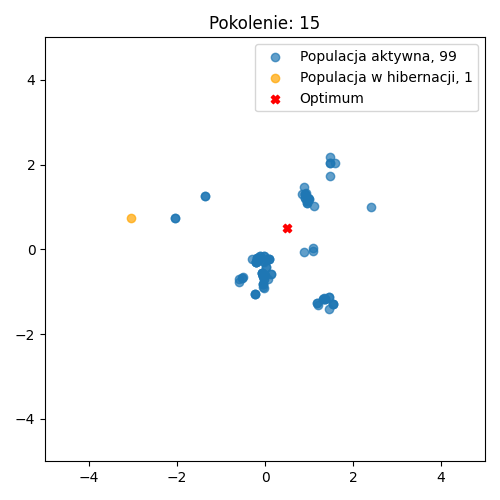 Pokolenie: 15
Populacja aktywna, 99
Populacja w hibernacji, 1
Optimum
4
2
0
−2
−4
−4
−2
0
2
4